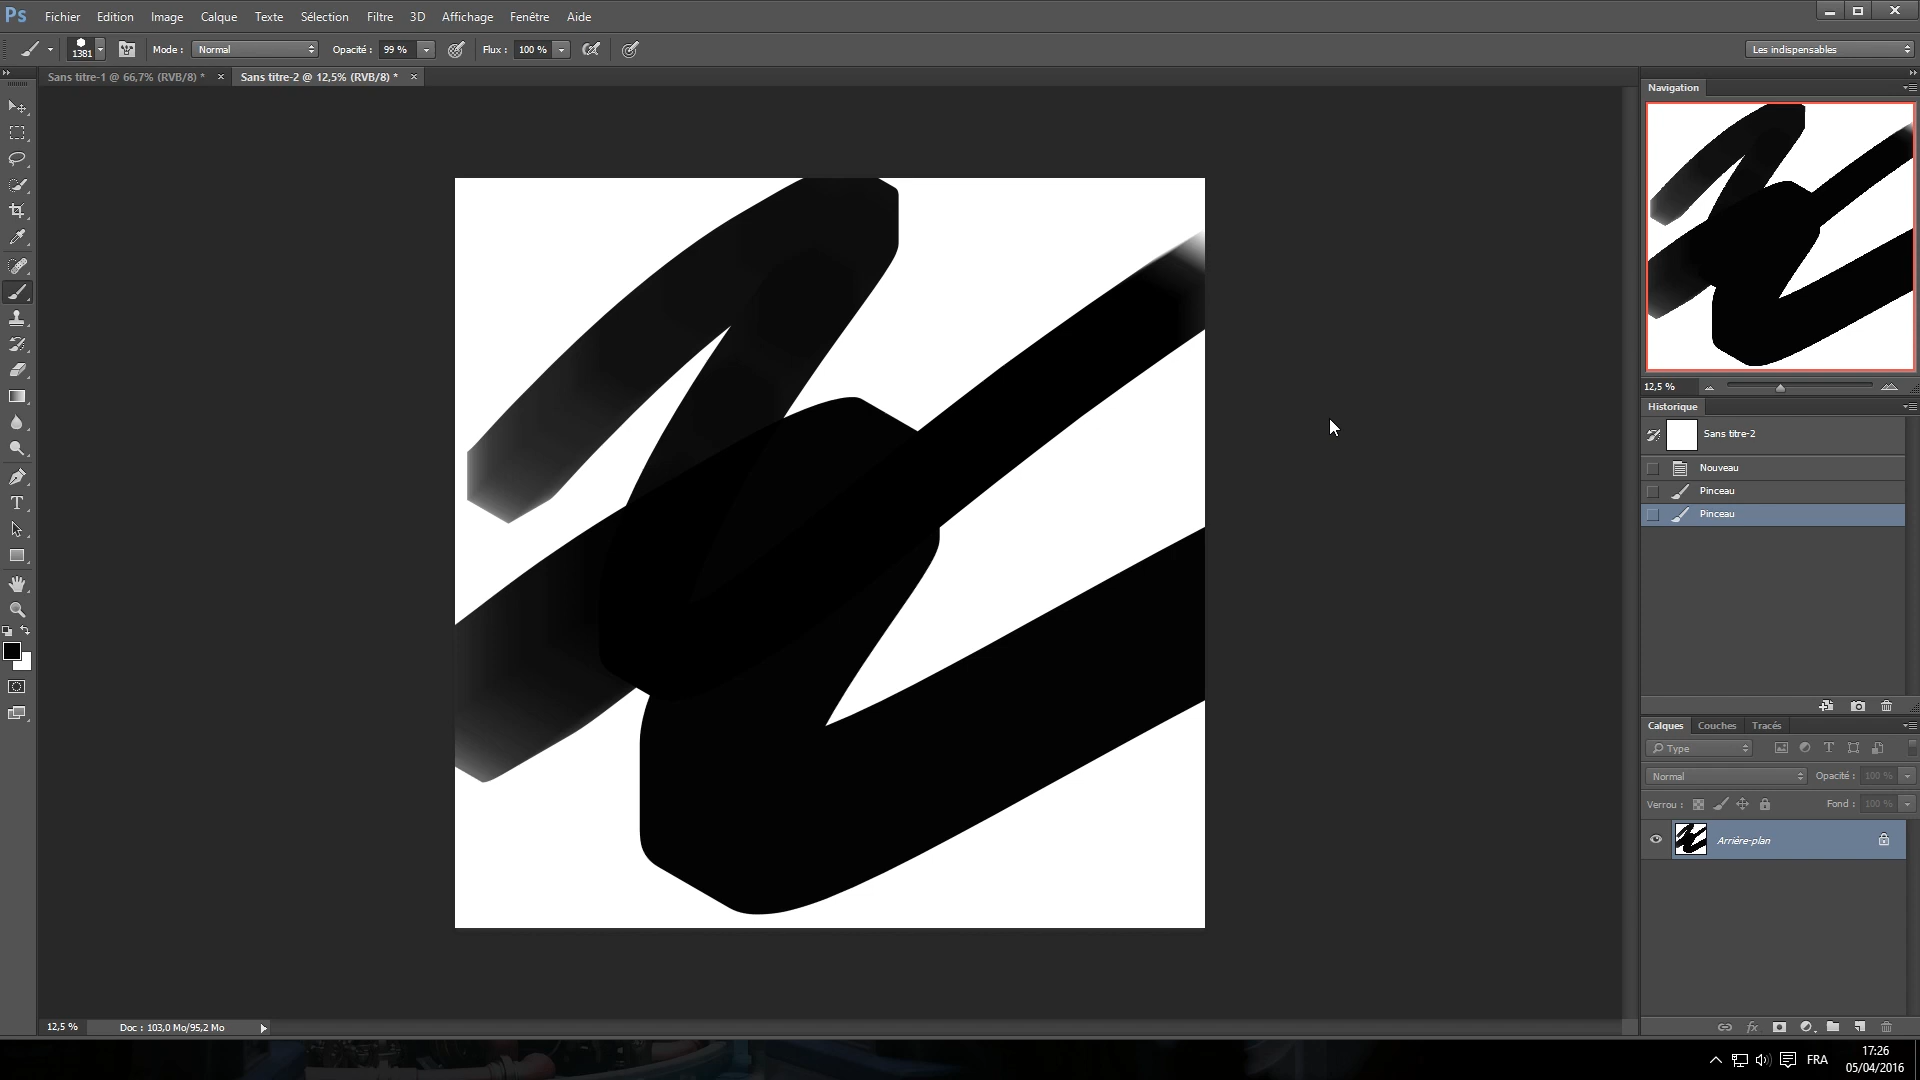 Ps Fichier Edition Image Calque Texte Sélection Filtre 3D Affichage Fenêtre Aide
1381 Mode : Normal Opacité : 99 % Flux : 100 % Les indispensables
Sans titre-1 @ 66,7% (RVB/8) * × Sans titre-2 @ 12,5% (RVB/8) * ×
Navigation
12,5 %
Historique
Sans titre-2
Nouveau
Pinceau
Pinceau
Calques Couches Tracés
Type
Normal Opacité : 100 %
Verrou : Fond : 100 %
Arrière-plan
fx
12,5 % Doc : 103,0 Mo/95,2 Mo
FRA
17:26
05/04/2016